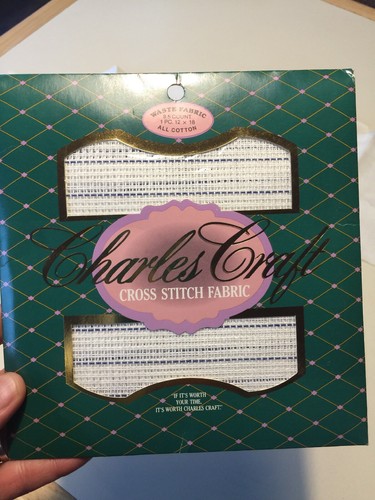 WASTE FABRIC
8.5 COUNT
1 PC. 12 x 18
ALL COTTON
Charles Craft
CROSS STITCH FABRIC
"IF IT'S WORTH
YOUR TIME,
IT'S WORTH CHARLES CRAFT."